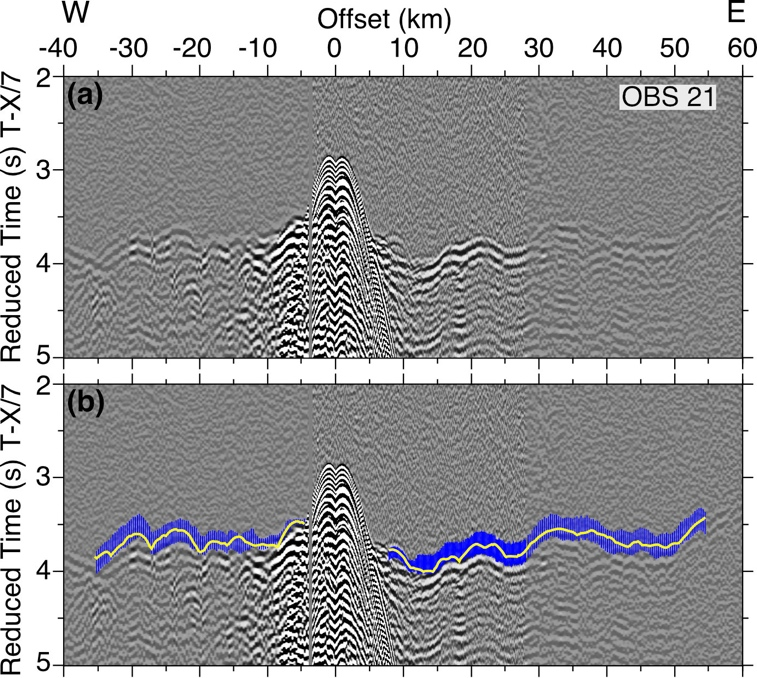 W E
Offset (km)
-40 -30 -20 -10 0 10 20 30 40 50 60
(a)
OBS 21
Reduced Time (s) T-X/7
2
3
4
5
(b)
Reduced Time (s) T-X/7
2
3
4
5